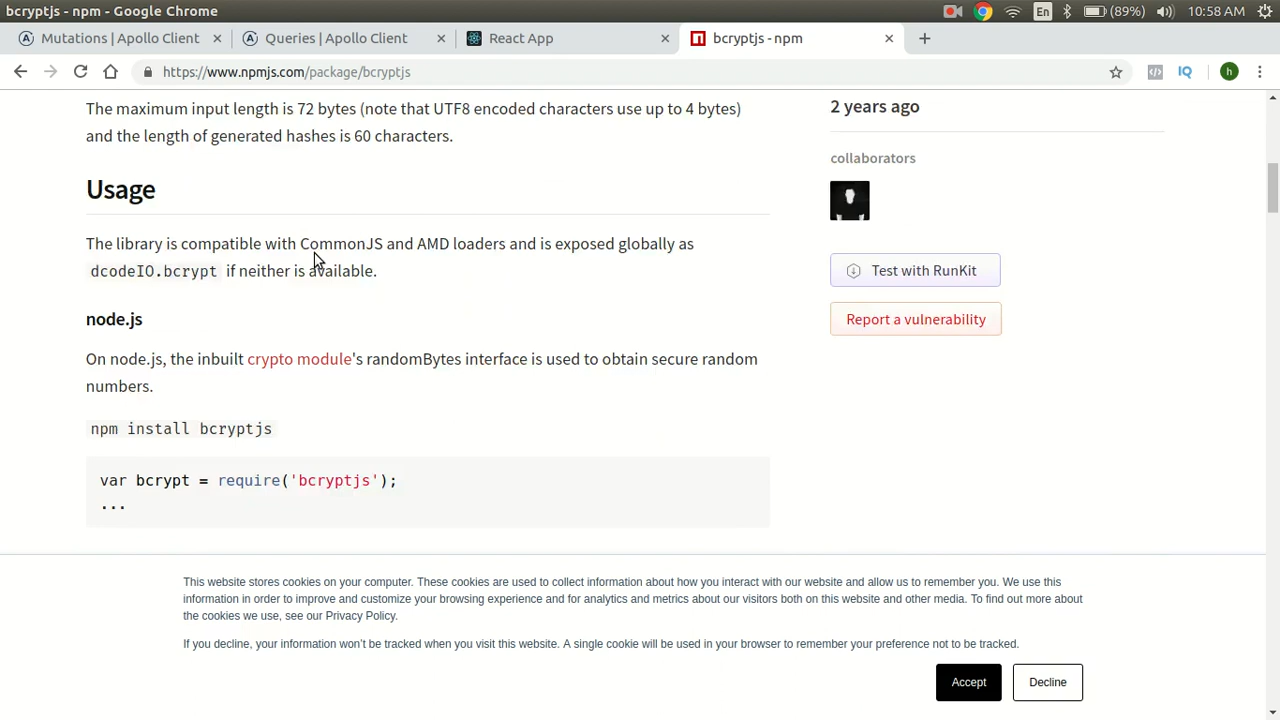 bcryptjs - npm - Google Chrome
En
(89%)
10:58 AM
Mutations | Apollo Client
Queries | Apollo Client
React App
bcryptjs - npm
https://www.npmjs.com/package/bcryptjs
IQ
h
The maximum input length is 72 bytes (note that UTF8 encoded characters use up to 4 bytes)
and the length of generated hashes is 60 characters.
2 years ago
collaborators
Usage
The library is compatible with CommonJS and AMD loaders and is exposed globally as
dcodeIO.bcrypt if neither is available.
Test with RunKit
Report a vulnerability
node.js
On node.js, the inbuilt crypto module's randomBytes interface is used to obtain secure random
numbers.
npm install bcryptjs
var bcrypt = require('bcryptjs');
...
This website stores cookies on your computer. These cookies are used to collect information about how you interact with our website and allow us to remember you. We use this
information in order to improve and customize your browsing experience and for analytics and metrics about our visitors both on this website and other media. To find out more about
the cookies we use, see our Privacy Policy.
If you decline, your information won't be tracked when you visit this website. A single cookie will be used in your browser to remember your preference not to be tracked.
Accept
Decline